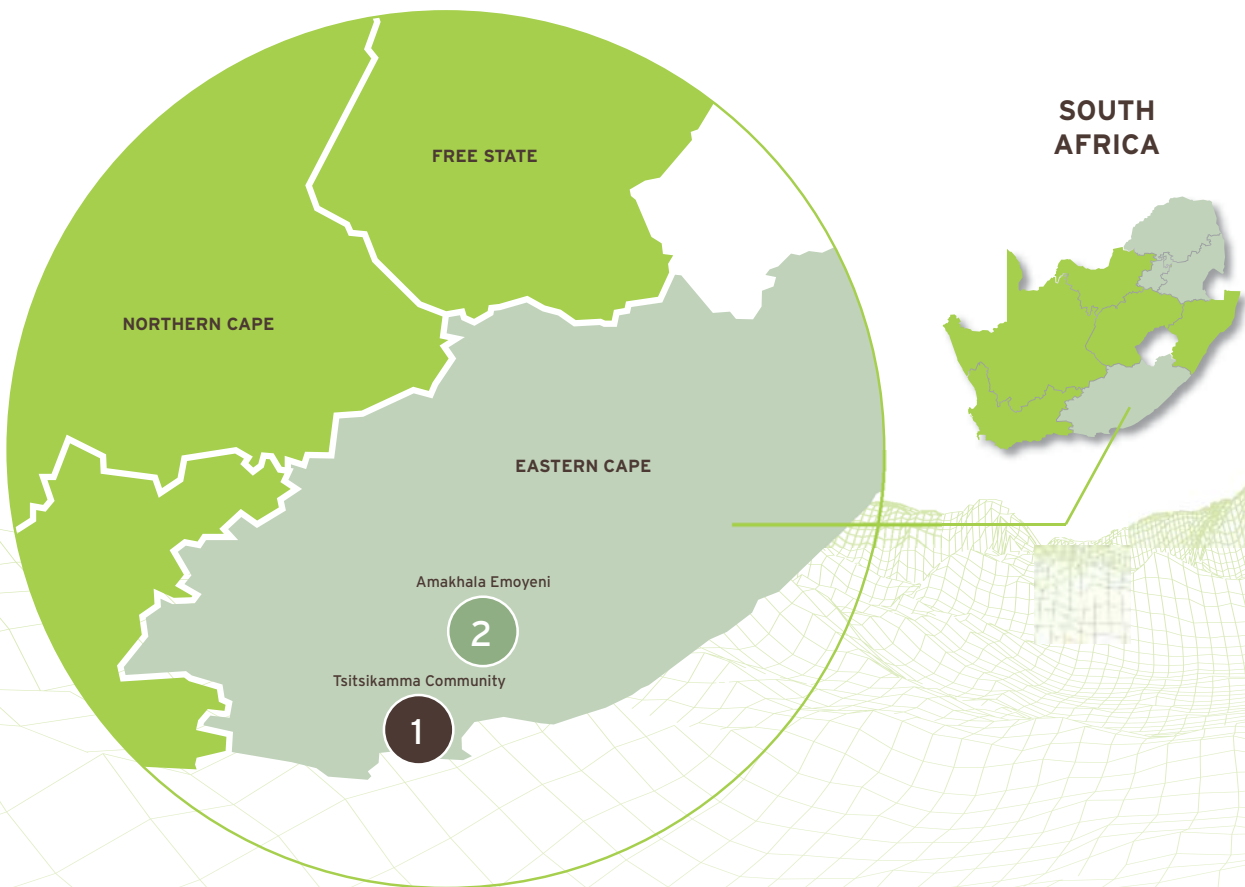 SOUTH
AFRICA
FREE STATE
NORTHERN CAPE
EASTERN CAPE
Amakhala Emoyeni
2
Tsitsikamma Community
1